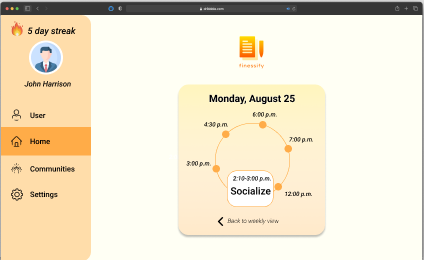 5 day streak
John Harrison
User
Home
Communities
Settings
finessity
Monday, August 25
6:00 p.m.
4:30 p.m.
7:00 p.m.
3:00 p.m.
2:10-3:00 p.m.
Socialize
12:00 p.m.
Back to weekly view